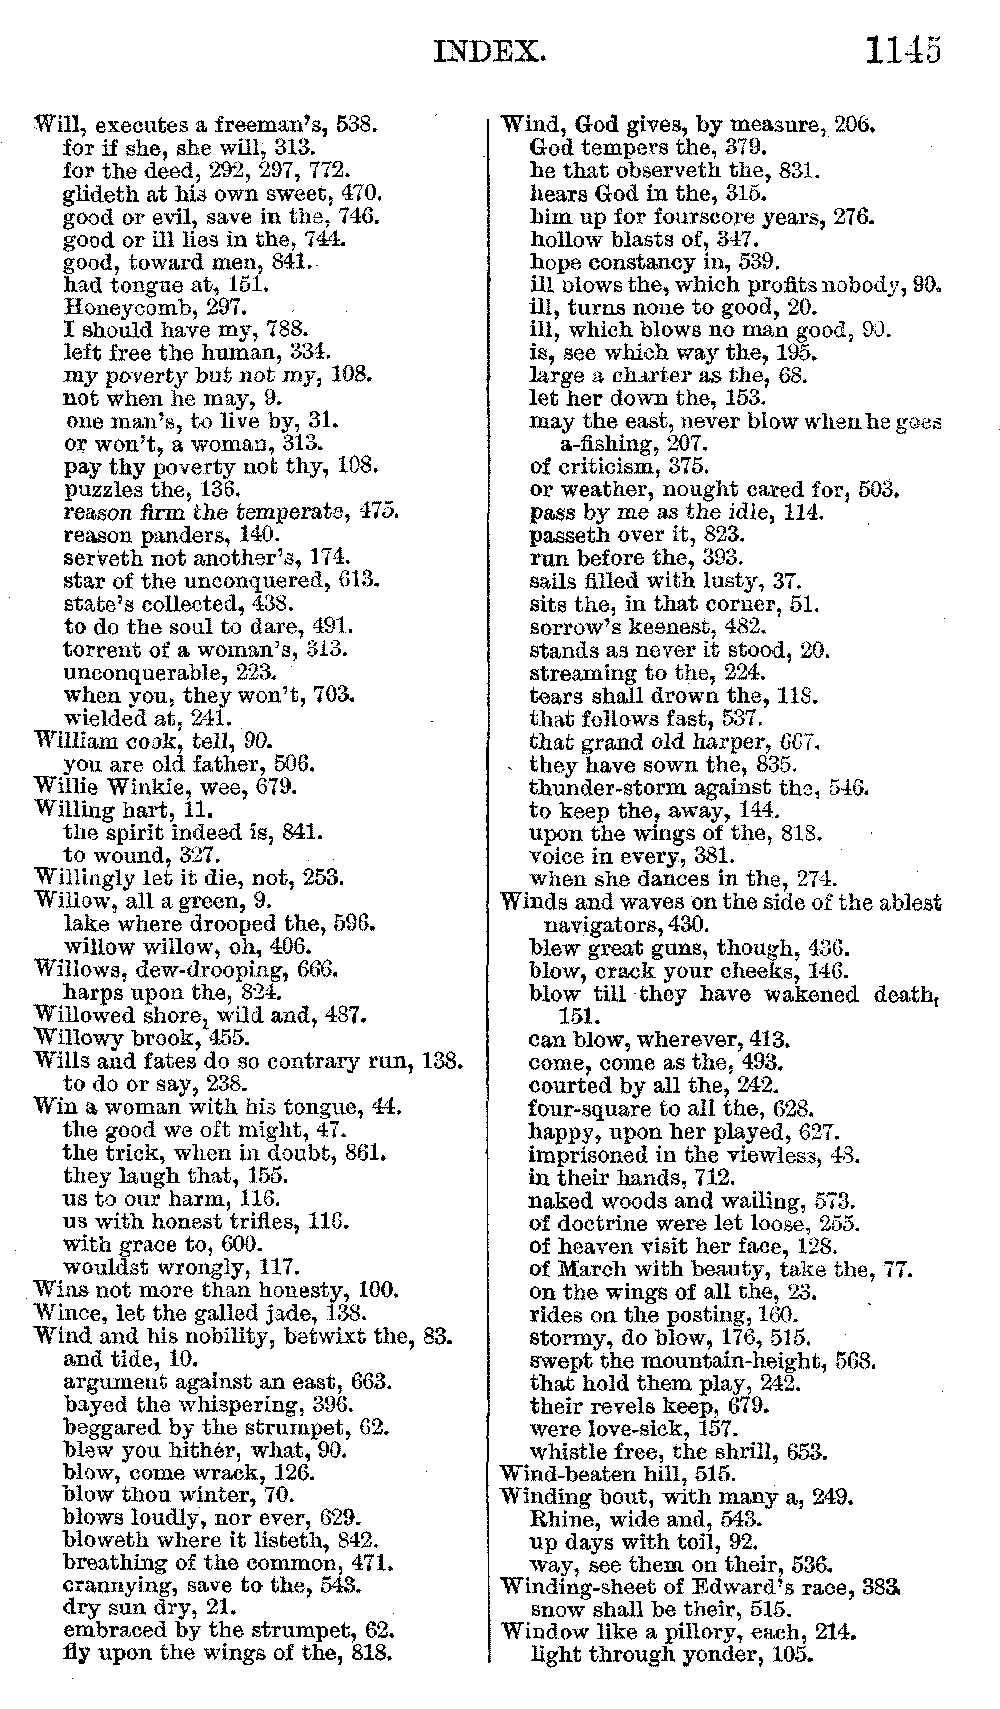 INDEX.
1145
Will, executes a freeman's, 538.
for if she, she will, 313.
for the deed, 292, 297, 772.
glideth at his own sweet, 470.
good or evil, save in the, 746.
good or ill lies in the, 744.
good, toward men, 841.
had tongue at, 151.
Honeycomb, 297.
I should have my, 788.
left free the human, 334.
my poverty but not my, 108.
not when he may, 9.
one man's, to live by, 31.
or won't, a woman, 313.
pay thy poverty not thy, 108.
puzzles the, 136.
reason firm the temperate, 475.
reason panders, 140.
serveth not another's, 174.
star of the unconquered, 613.
state's collected, 438.
to do the soul to dare, 491.
torrent of a woman's, 313.
unconquerable, 223.
when you, they won't, 703.
wielded at, 241.
William cook, tell, 90.
you are old father, 506.
Willie Winkie, wee, 679.
Willing hart, 11.
the spirit indeed is, 841.
to wound, 327.
Willingly let it die, not, 253.
Willow, all a green, 9.
lake where drooped the, 596.
willow willow, oh, 406.
Willows, dew-drooping, 666.
harps upon the, 824.
Willowed shore, wild and, 487.
Willowy brook, 455.
Wills and fates do so contrary run, 138.
to do or say, 238.
Win a woman with his tongue, 44.
the good we oft might, 47.
the trick, when in doubt, 861.
they laugh that, 155.
us to our harm, 116.
us with honest trifles, 116.
with grace to, 600.
wouldst wrongly, 117.
Wins not more than honesty, 100.
Wince, let the galled jade, 138.
Wind and his nobility, betwixt the, 83.
and tide, 10.
argument against an east, 663.
bayed the whispering, 396.
beggared by the strumpet, 62.
blew you hither, what, 90.
blow, come wrack, 126.
blow thou winter, 70.
blows loudly, nor ever, 629.
bloweth where it listeth, 842.
breathing of the common, 471.
crannying, save to the, 543.
dry sun dry, 21.
embraced by the strumpet, 62.
fly upon the wings of the, 818.
Wind, God gives, by measure, 206.
God tempers the, 379.
he that observeth the, 831.
hears God in the, 315.
him up for fourscore years, 276.
hollow blasts of, 347.
hope constancy in, 539.
ill blows the, which profits nobody, 90.
ill, turns none to good, 20.
ill, which blows no man good, 90.
is, see which way the, 195.
large a charter as the, 68.
let her down the, 153.
may the east, never blow when he goes
a-fishing, 207.
of criticism, 375.
or weather, nought cared for, 503.
pass by me as the idle, 114.
passeth over it, 823.
run before the, 393.
sails filled with lusty, 37.
sits the, in that corner, 51.
sorrow's keenest, 482.
stands as never it stood, 20.
streaming to the, 224.
tears shall drown the, 118.
that follows fast, 537.
that grand old harper, 667.
they have sown the, 835.
thunder-storm against the, 546.
to keep the, away, 144.
upon the wings of the, 818.
voice in every, 381.
when she dances in the, 274.
Winds and waves on the side of the ablest
navigators, 430.
blew great guns, though, 436.
blow, crack your cheeks, 146.
blow till they have wakened death,
151.
can blow, wherever, 413.
come, come as the, 493.
courted by all the, 242.
four-square to all the, 628.
happy, upon her played, 627.
imprisoned in the viewless, 48.
in their hands, 712.
naked woods and wailing, 573.
of doctrine were let loose, 255.
of heaven visit her face, 128.
of March with beauty, take the, 77.
on the wings of all the, 23.
rides on the posting, 160.
stormy, do blow, 176, 515.
swept the mountain-height, 568.
that hold them play, 242.
their revels keep, 679.
were love-sick, 157.
whistle free, the shrill, 653.
Wind-beaten hill, 515.
Winding bout, with many a, 249.
Rhine, wide and, 543.
up days with toil, 92.
way, see them on their, 536.
Winding-sheet of Edward's race, 383.
snow shall be their, 515.
Window like a pillory, each, 214.
light through yonder, 105.